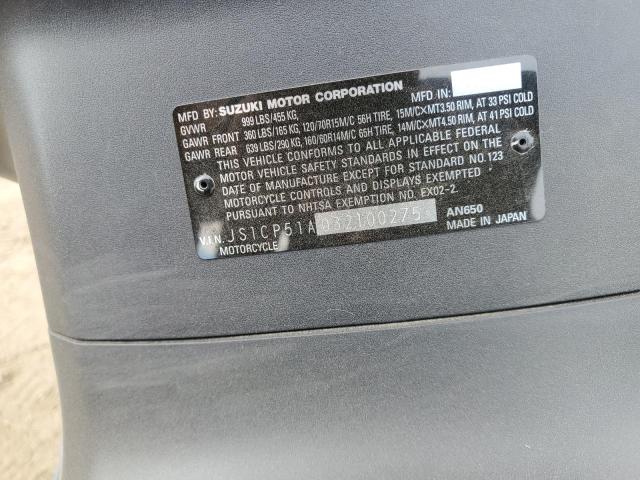 MFD BY: SUZUKI MOTOR CORPORATION MFD IN:
GVWR 999 LBS/455 KG,
GAWR FRONT 360 LBS/165 KG, 120/70R15M/C 56H TIRE, 15M/C×MT3.50 RIM, AT 33 PSI COLD
GAWR REAR 639 LBS/290 KG, 160/60R14M/C 65H TIRE, 14M/C×MT4.50 RIM, AT 41 PSI COLD
THIS VEHICLE CONFORMS TO ALL APPLICABLE FEDERAL
MOTOR VEHICLE SAFETY STANDARDS IN EFFECT ON THE
DATE OF MANUFACTURE EXCEPT FOR STANDARD NO.123
MOTORCYCLE CONTROLS AND DISPLAYS EXEMPTED
PURSUANT TO NHTSA EXEMPTION NO. EX02-2.
V.I.N. JS1CP51A AN650
MOTORCYCLE MADE IN JAPAN